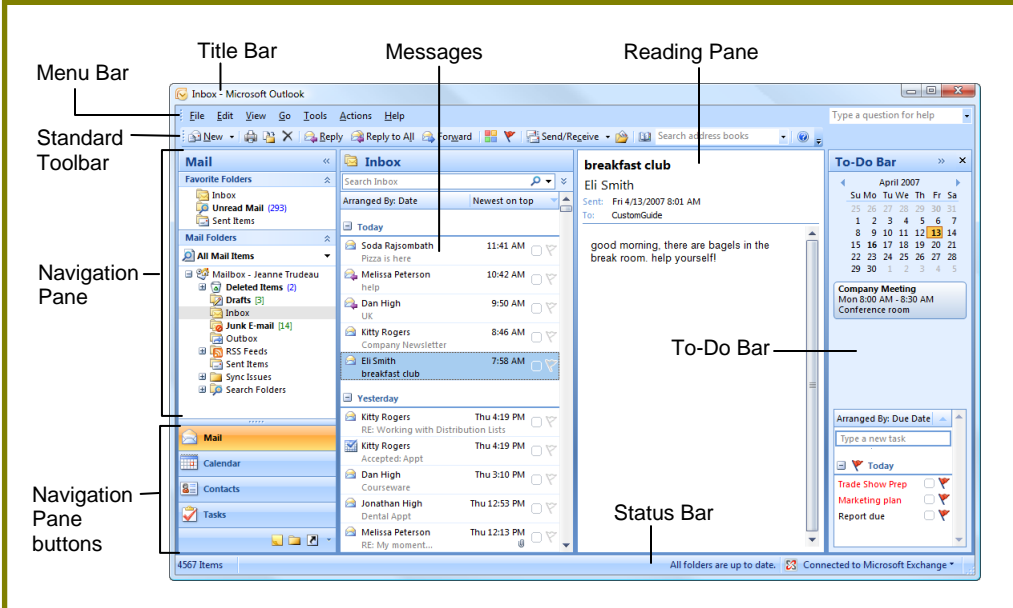 Title Bar
Messages
Reading Pane
Menu Bar
Standard
Toolbar
Navigation
Pane
Navigation
Pane
buttons
To-Do Bar
Status Bar
Inbox - Microsoft Outlook
File Edit View Go Tools Actions Help
Type a question for help
New Reply Reply to All Forward Send/Receive Search address books
Mail
Favorite Folders
Inbox
Unread Mail (293)
Sent Items
Mail Folders
All Mail Items
Mailbox - Jeanne Trudeau
Deleted Items (2)
Drafts [3]
Inbox
Junk E-mail [14]
Outbox
RSS Feeds
Sent Items
Sync Issues
Search Folders
Mail
Calendar
Contacts
Tasks
Inbox
Search Inbox
Arranged By: Date Newest on top
Today
Soda Rajsombath 11:41 AM
Pizza is here
Melissa Peterson 10:42 AM
help
Dan High 9:50 AM
UK
Kitty Rogers 8:46 AM
Company Newsletter
Eli Smith 7:58 AM
breakfast club
Yesterday
Kitty Rogers Thu 4:19 PM
RE: Working with Distribution Lists
Kitty Rogers Thu 4:19 PM
Accepted: Appt
Dan High Thu 3:10 PM
Courseware
Jonathan High Thu 12:53 PM
Dental Appt
Melissa Peterson Thu 12:13 PM
RE: My moment...
breakfast club
Eli Smith
Sent: Fri 4/13/2007 8:01 AM
To: CustomGuide
good morning, there are bagels in the
break room. help yourself!
To-Do Bar
April 2007
Su Mo Tu We Th Fr Sa
25 26 27 28 29 30 31
1 2 3 4 5 6 7
8 9 10 11 12 13 14
15 16 17 18 19 20 21
22 23 24 25 26 27 28
29 30 1 2 3 4 5
Company Meeting
Mon 8:00 AM - 8:30 AM
Conference room
Arranged By: Due Date
Type a new task
Today
Trade Show Prep
Marketing plan
Report due
4567 Items
All folders are up to date.
Connected to Microsoft Exchange